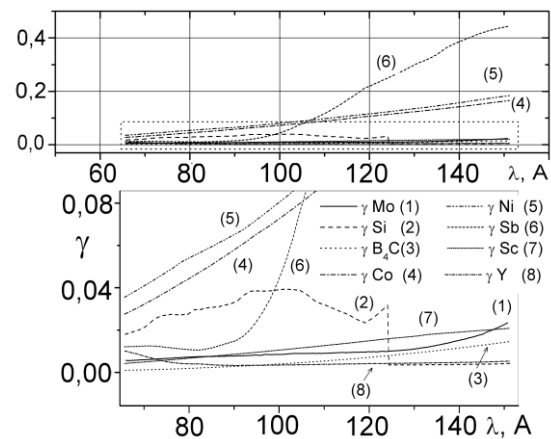 0,4
0,2
0,0
(6)
(5)
(4)
60 80 100 120 140 λ, A
0,08
0,04
0,00
γ
(5)
(4)
(6)
(2)
(7)
(1)
(8)
(3)
γ Mo (1) γ Ni (5)
γ Si (2) γ Sb (6)
γ B₄C(3) γ Sc (7)
γ Co (4) γ Y (8)
80 100 120 140 λ, A